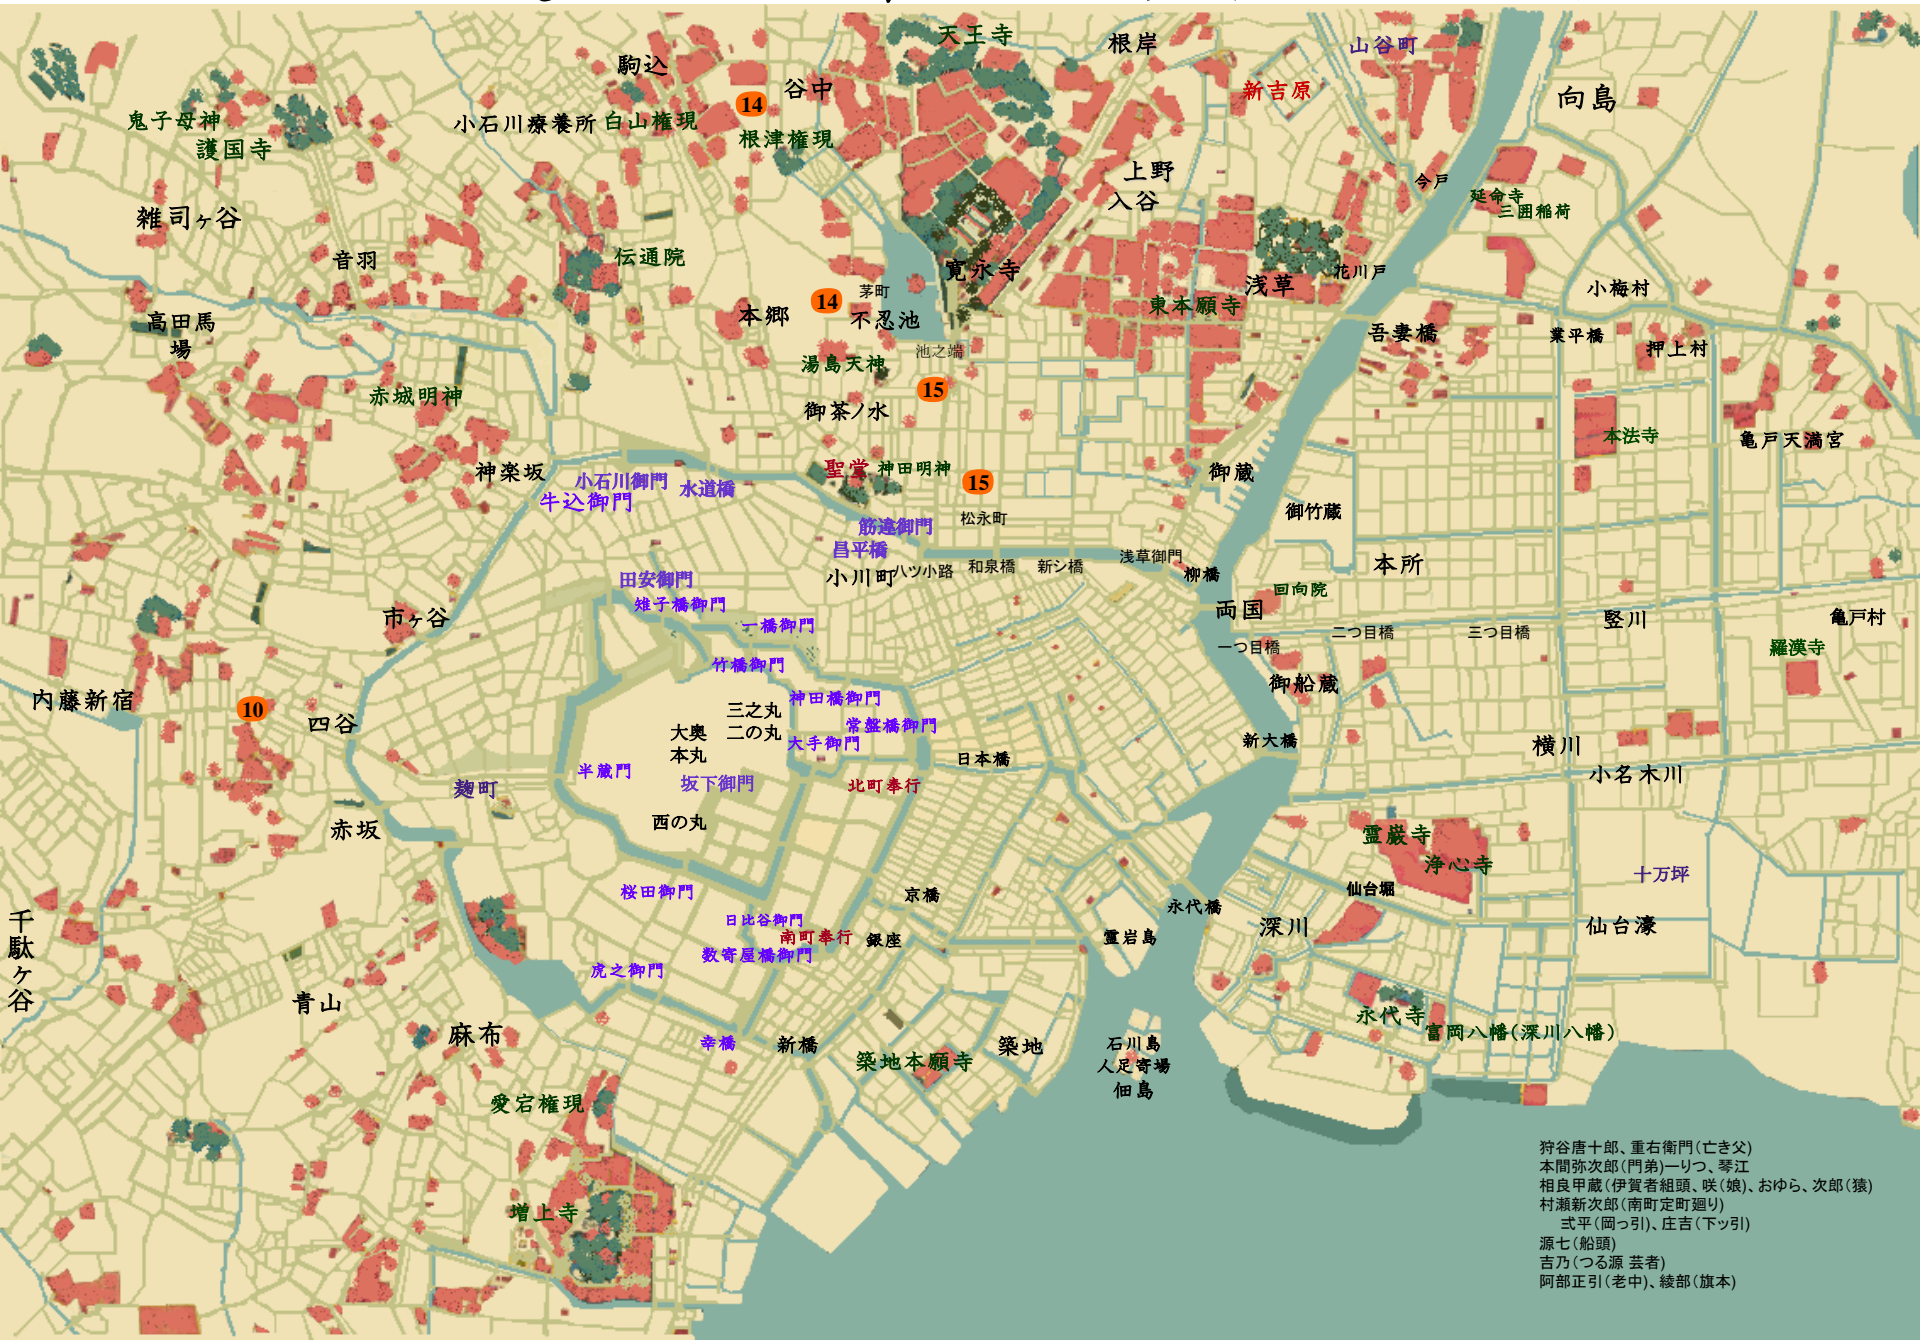 天王寺
根岸
山谷町
駒込
谷中
新吉原
向島
14
鬼子母神
小石川療養所
白山権現
根津権現
護国寺
上野
入谷
今戸
延命寺
三囲稲荷
雑司ヶ谷
音羽
伝通院
寛永寺
花川戸
浅草
東本願寺
小梅村
茅町
14
本郷
不忍池
高田馬
場
吾妻橋
業平橋
押上村
池之端
湯島天神
15
赤城明神
御茶ノ水
本法寺
亀戸天満宮
神楽坂
聖堂
神田明神
御蔵
小石川御門
水道橋
15
牛込御門
御竹蔵
松永町
筋違御門
昌平橋
浅草御門
小川町
八ツ小路
和泉橋
新シ橋
柳橋
本所
田安御門
回向院
雉子橋御門
両国
市ヶ谷
一橋御門
二つ目橋
三つ目橋
竪川
亀戸村
一つ目橋
羅漢寺
竹橋御門
御船蔵
内藤新宿
10
神田橋御門
四谷
三之丸
大奥
二の丸
常盤橋御門
本丸
大手御門
新大橋
横川
日本橋
半蔵門
坂下御門
北町奉行
小名木川
麹町
西の丸
赤坂
霊巌寺
浄心寺
十万坪
桜田御門
京橋
仙台堀
永代橋
日比谷御門
深川
仙台濠
千駄ヶ谷
南町奉行
銀座
霊岩島
数寄屋橋御門
虎之御門
青山
永代寺
麻布
富岡八幡(深川八幡)
幸橋
新橋
築地
石川島
築地本願寺
人足寄場
佃島
愛宕権現
増上寺
狩谷唐十郎、重右衛門(亡き父)
本間弥次郎(門弟)ーりつ、琴江
相良甲蔵(伊賀者組頭、咲(娘)、おゆら、次郎(猿)
村瀬新次郎(南町定町廻り)
弐平(岡っ引)、庄吉(下ッ引)
源七(船頭)
吉乃(つる源 芸者)
阿部正引(老中)、綾部(旗本)